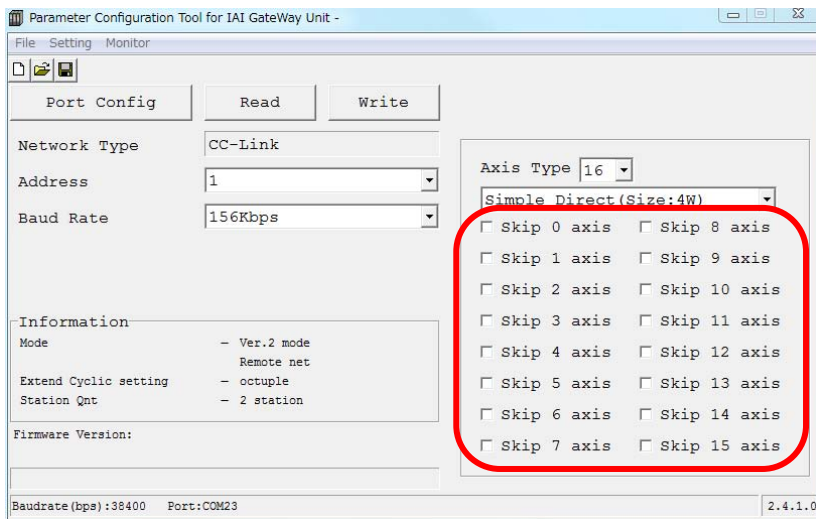 Parameter Configuration Tool for IAI GateWay Unit -
File Setting Monitor
Port Config Read Write
Network Type CC-Link
Address 1
Baud Rate 156Kbps
Axis Type 16
Simple Direct(Size:4W)
Skip 0 axis Skip 8 axis
Skip 1 axis Skip 9 axis
Skip 2 axis Skip 10 axis
Skip 3 axis Skip 11 axis
Skip 4 axis Skip 12 axis
Skip 5 axis Skip 13 axis
Skip 6 axis Skip 14 axis
Skip 7 axis Skip 15 axis
Information
Mode — Ver.2 mode
Remote net
Extend Cyclic setting — octuple
Station Qnt — 2 station
Firmware Version:
Baudrate(bps):38400 Port:COM23 2.4.1.0